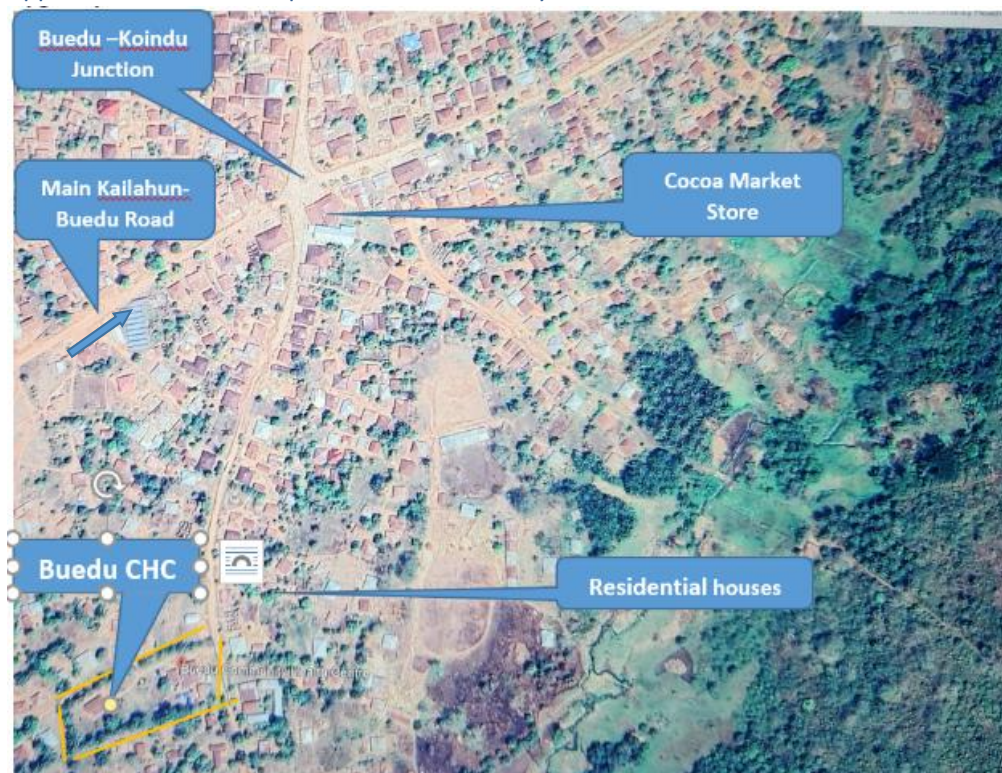 Buedu –Koindu
Junction
Main Kailahun-
Buedu Road
Cocoa Market
Store
Buedu CHC
Residential houses